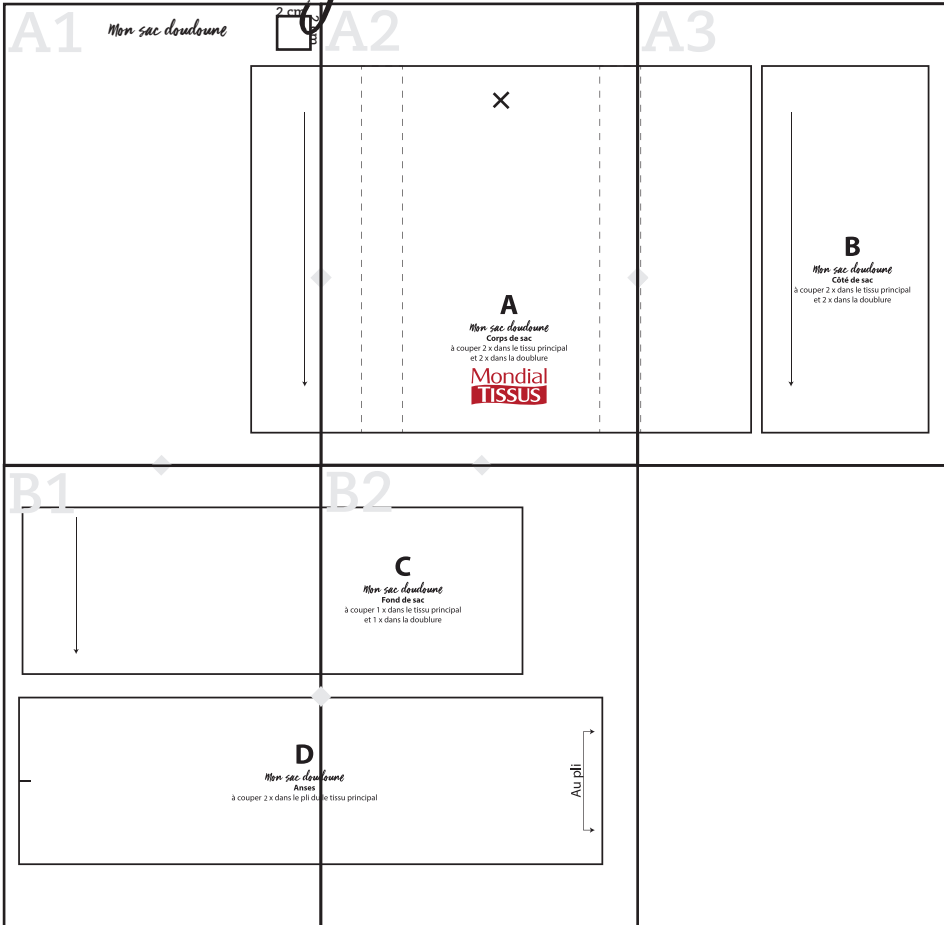 A1
Mon sac doudoune
2 cm
2 cm
A2
A3
A
Mon sac doudoune
Corps de sac
à couper 2 x dans le tissu principal
et 2 x dans la doublure
Mondial
TISSUS
B
Mon sac doudoune
Côté de sac
à couper 2 x dans le tissu principal
et 2 x dans la doublure
B1
B2
C
Mon sac doudoune
Fond de sac
à couper 1 x dans le tissu principal
et 1 x dans la doublure
D
Mon sac doudoune
Anses
à couper 2 x dans le pli du le tissu principal
Au pli